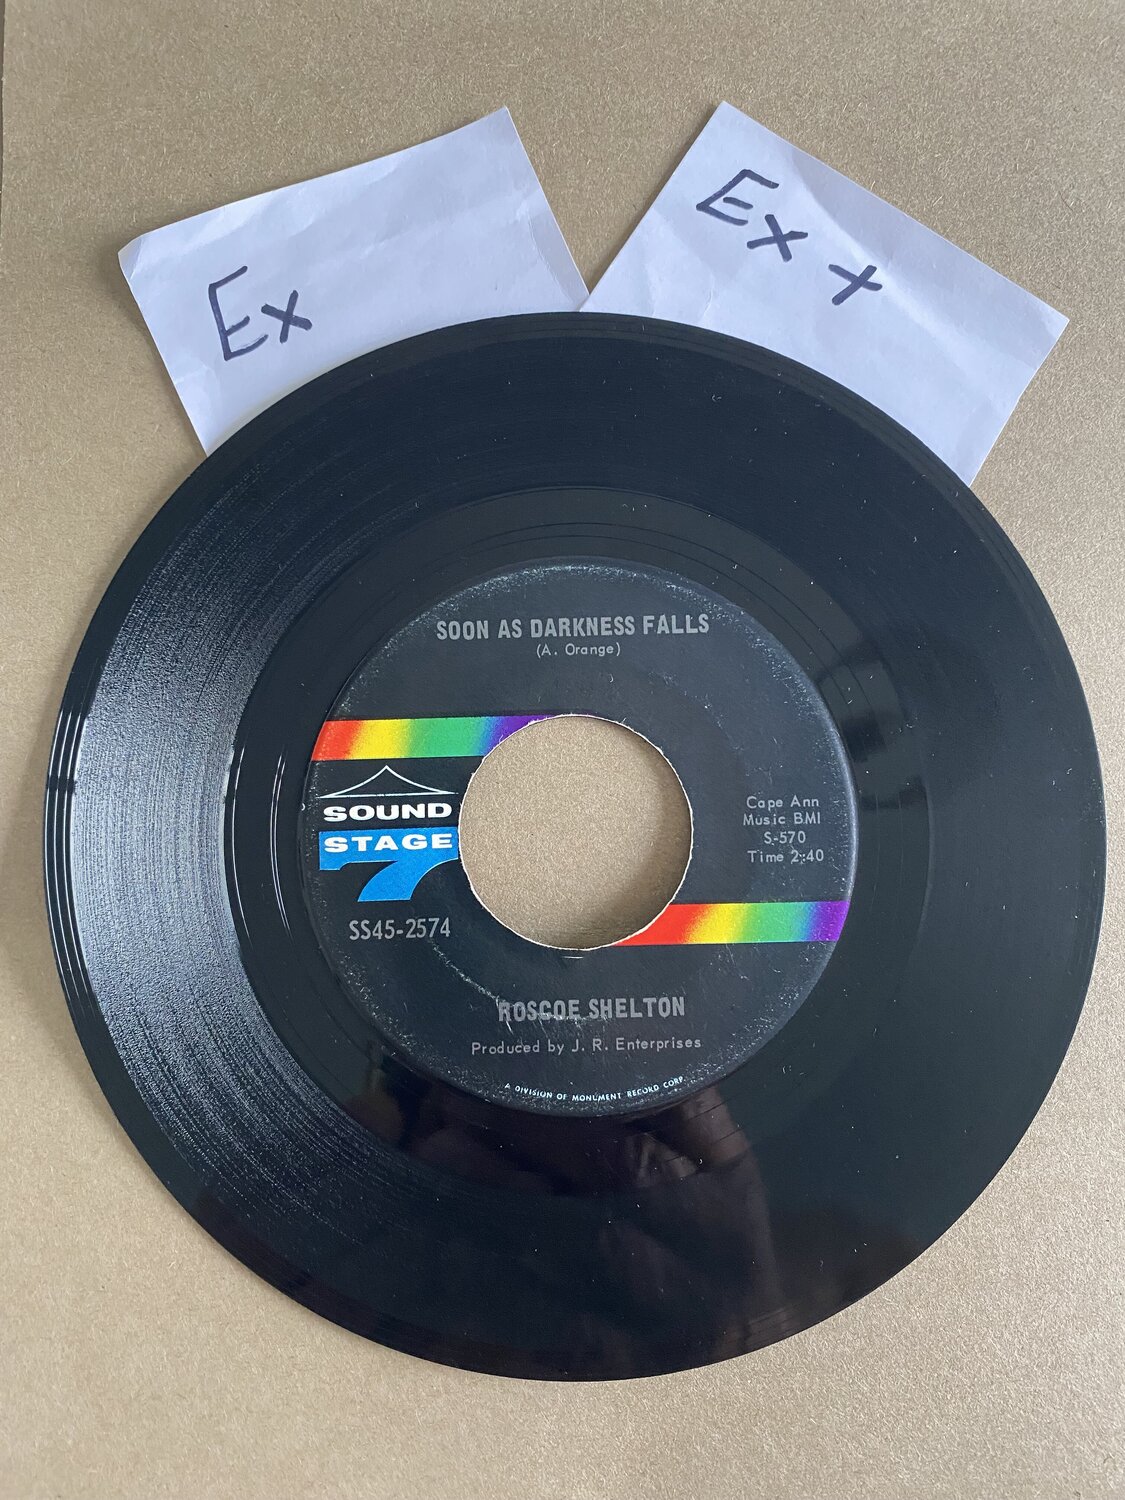 Ex
Ex +
SOON AS DARKNESS FALLS
(A. Orange)
SOUND
STAGE
7
SS45-2574
Cape Ann
Music BMI
S-570
Time 2:40
ROSCOE SHELTON
Produced by J. R. Enterprises
A DIVISION OF MONUMENT RECORD CORP.